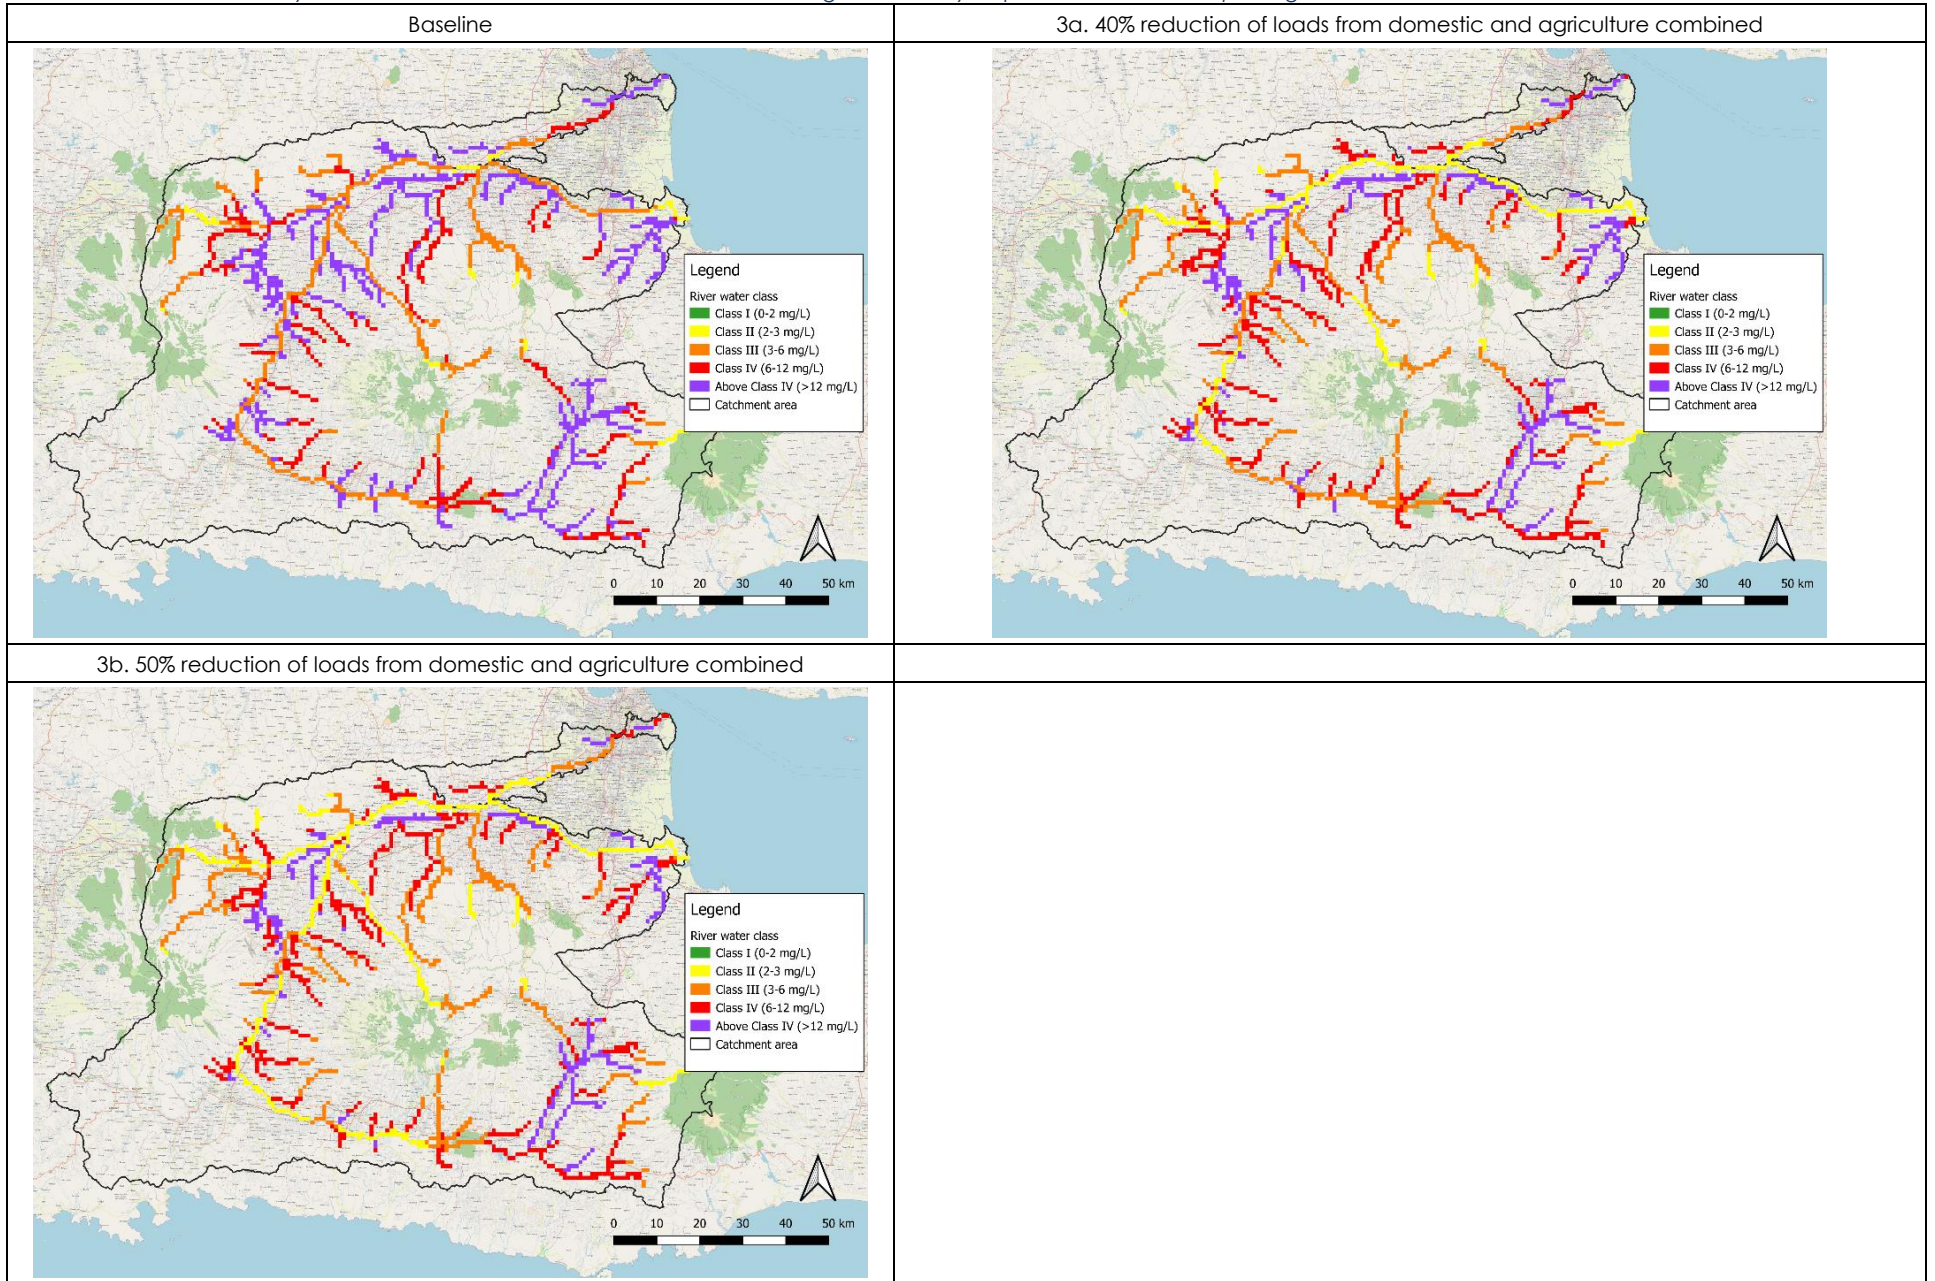 Baseline
3a. 40% reduction of loads from domestic and agriculture combined
Legend
River water class
Class I (0-2 mg/L)
Class II (2-3 mg/L)
Class III (3-6 mg/L)
Class IV (6-12 mg/L)
Above Class IV (>12 mg/L)
Catchment area
0 10 20 30 40 50 km
Legend
River water class
Class I (0-2 mg/L)
Class II (2-3 mg/L)
Class III (3-6 mg/L)
Class IV (6-12 mg/L)
Above Class IV (>12 mg/L)
Catchment area
0 10 20 30 40 50 km
3b. 50% reduction of loads from domestic and agriculture combined
Legend
River water class
Class I (0-2 mg/L)
Class II (2-3 mg/L)
Class III (3-6 mg/L)
Class IV (6-12 mg/L)
Above Class IV (>12 mg/L)
Catchment area
0 10 20 30 40 50 km